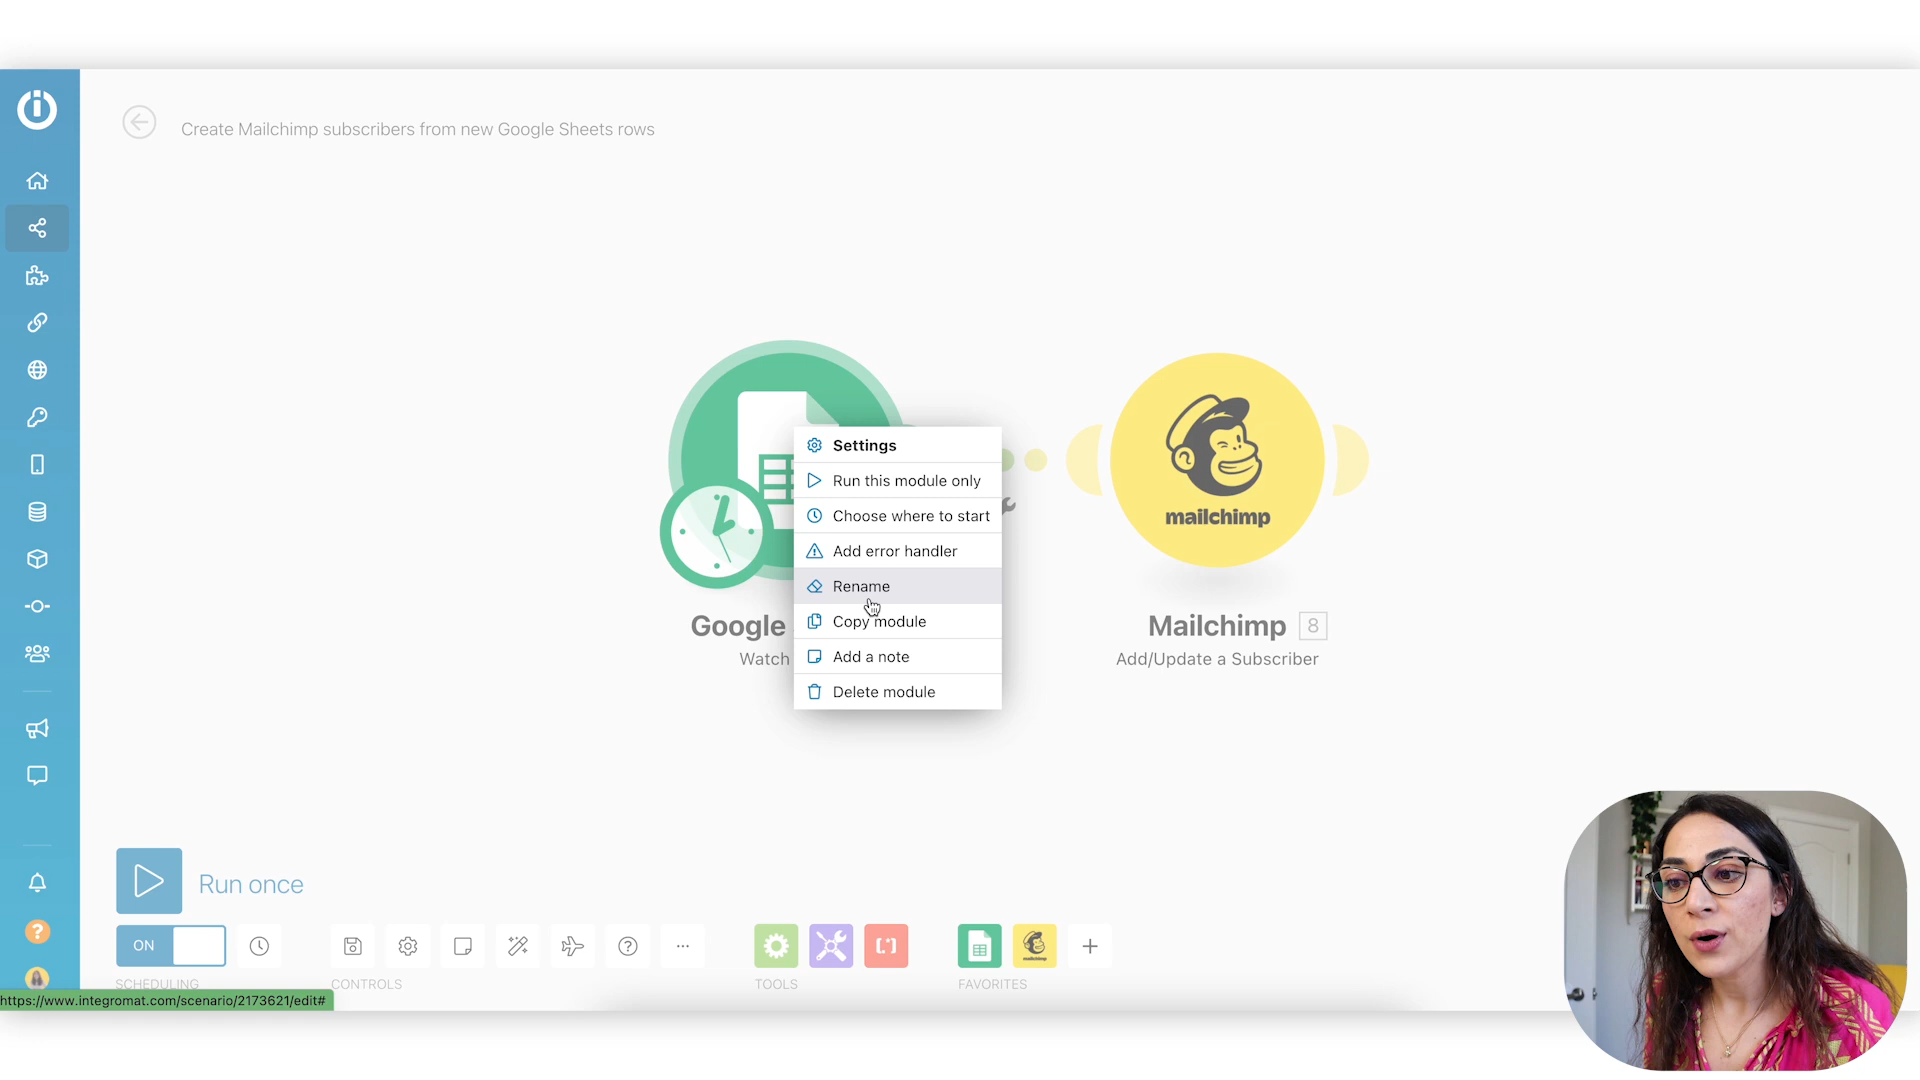 Create Mailchimp subscribers from new Google Sheets rows
Settings
Run this module only
Choose where to start
Add error handler
Rename
Copy module
Add a note
Delete module
Google
Watch
mailchimp
Mailchimp 8
Add/Update a Subscriber
Run once
ON
SCHEDULING
CONTROLS
TOOLS
FAVORITES
https://www.integromat.com/scenario/2173621/edit#